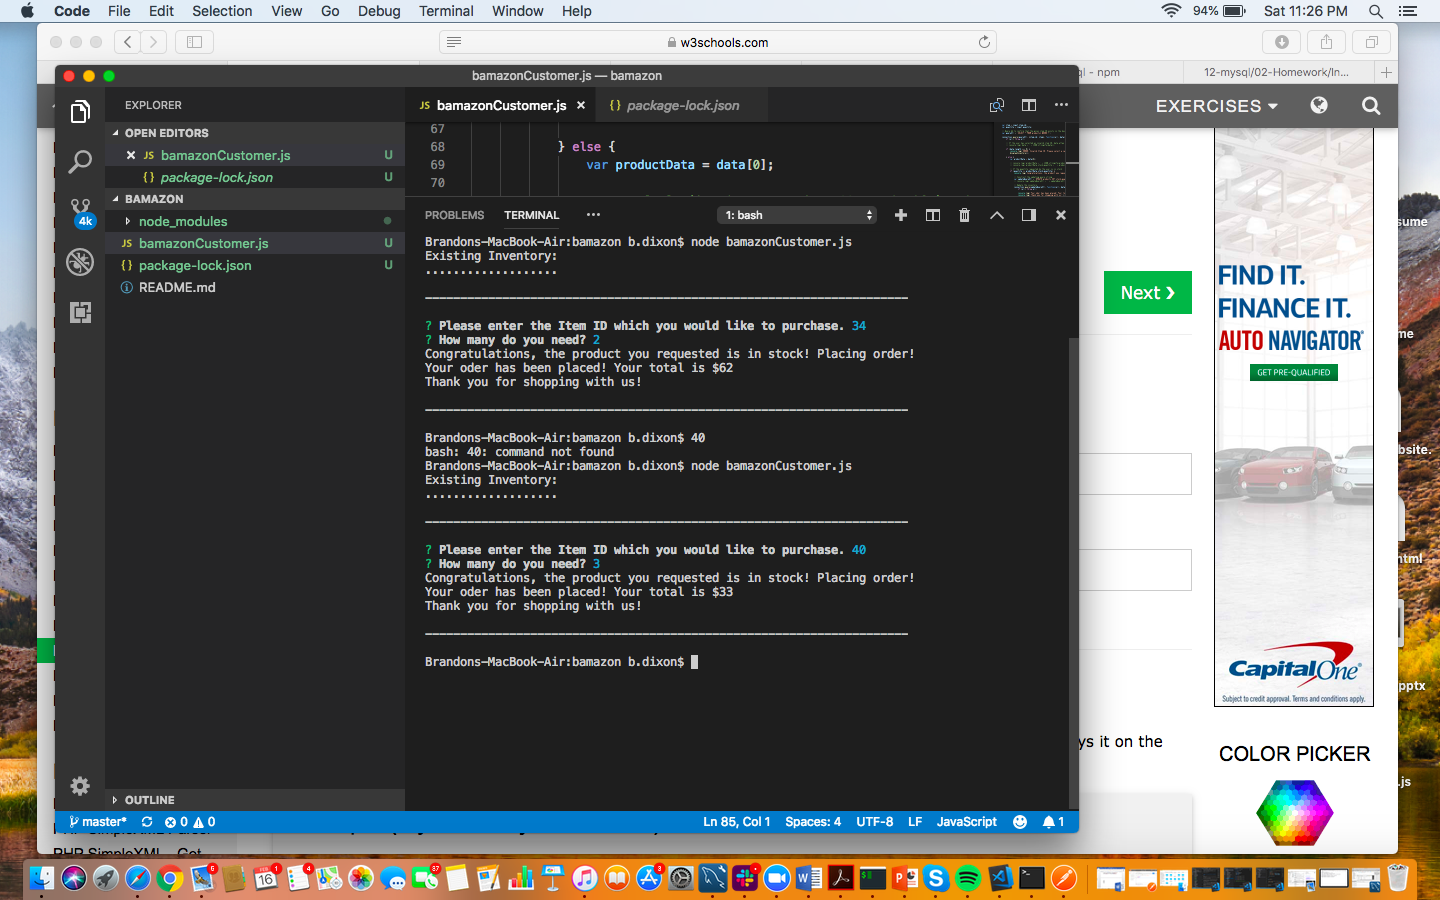 Code File Edit Selection View Go Debug Terminal Window Help
94% Sat 11:26 PM
w3schools.com
ql - npm
12-mysql/02-Homework/In...
bamazonCustomer.js — bamazon
EXERCISES
EXPLORER
OPEN EDITORS
JS bamazonCustomer.js U
{} package-lock.json U
BAMAZON
node_modules
JS bamazonCustomer.js U
{} package-lock.json U
README.md
OUTLINE
4k
JS bamazonCustomer.js
{} package-lock.json
67
68 } else {
69 var productData = data[0];
70
PROBLEMS TERMINAL ... 1: bash
Brandons-MacBook-Air:bamazon b.dixon$ node bamazonCustomer.js
Existing Inventory:
...................
? Please enter the Item ID which you would like to purchase. 34
? How many do you need? 2
Congratulations, the product you requested is in stock! Placing order!
Your oder has been placed! Your total is $62
Thank you for shopping with us!
Brandons-MacBook-Air:bamazon b.dixon$ 40
bash: 40: command not found
Brandons-MacBook-Air:bamazon b.dixon$ node bamazonCustomer.js
Existing Inventory:
...................
? Please enter the Item ID which you would like to purchase. 40
? How many do you need? 3
Congratulations, the product you requested is in stock! Placing order!
Your oder has been placed! Your total is $33
Thank you for shopping with us!
Brandons-MacBook-Air:bamazon b.dixon$
master* 0 0 Ln 85, Col 1 Spaces: 4 UTF-8 LF JavaScript 1
Next ❯
FIND IT.
FINANCE IT.
AUTO NAVIGATOR
GET PRE-QUALIFIED
Capital One
Subject to credit approval. Terms and conditions apply.
ys it on the
COLOR PICKER
sume
me
bsite.
html
pptx
.js
PHP SimpleXML - Get
FEB
16